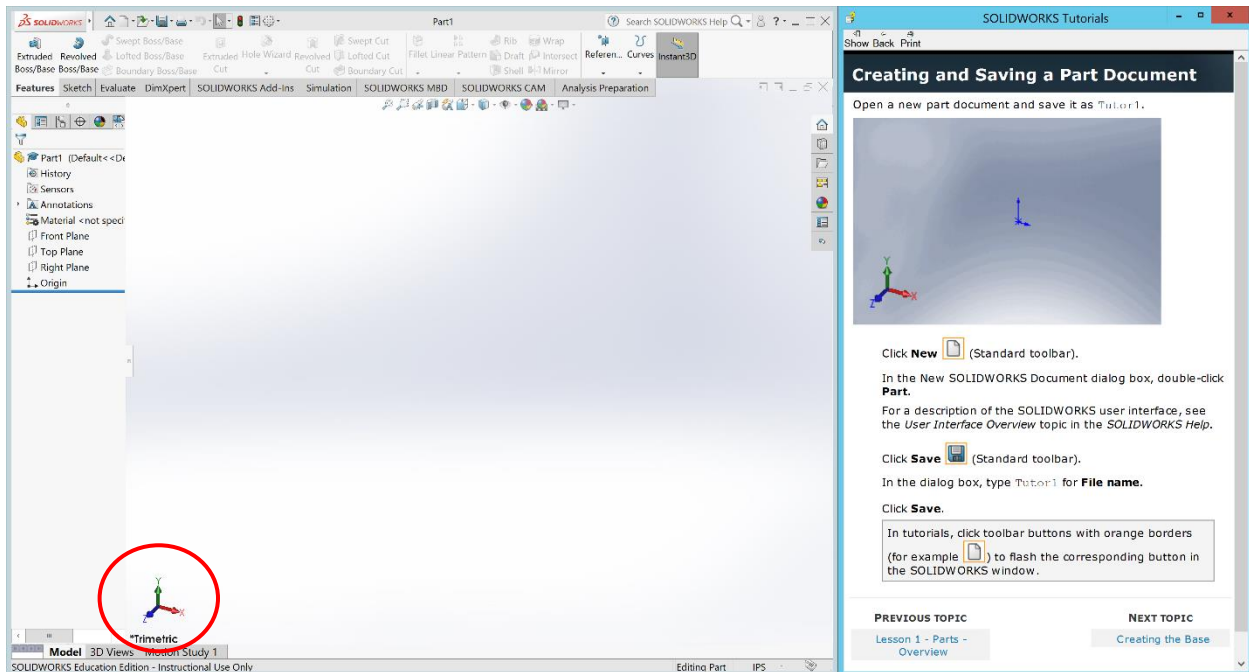 SOLIDWORKS
Part1
Search SOLIDWORKS Help
?
Extruded Boss/Base
Revolved Boss/Base
Swept Boss/Base
Lofted Boss/Base
Boundary Boss/Base
Extruded Cut
Hole Wizard
Revolved Cut
Swept Cut
Lofted Cut
Boundary Cut
Fillet
Linear Pattern
Rib
Draft
Shell
Wrap
Intersect
Mirror
Referen...
Curves
Instant3D
Features Sketch Evaluate DimXpert SOLIDWORKS Add-Ins Simulation SOLIDWORKS MBD SOLIDWORKS CAM Analysis Preparation
Part1 (Default<<De
History
Sensors
Annotations
Material <not speci
Front Plane
Top Plane
Right Plane
Origin
Y
X
Z
*Trimetric
Model 3D Views Motion Study 1
SOLIDWORKS Education Edition - Instructional Use Only
Editing Part IPS
SOLIDWORKS Tutorials
Show Back Print
Creating and Saving a Part Document
Open a new part document and save it as Tutor1.
Y
X
Z
Click New (Standard toolbar).
In the New SOLIDWORKS Document dialog box, double-click
Part.
For a description of the SOLIDWORKS user interface, see
the User Interface Overview topic in the SOLIDWORKS Help.
Click Save (Standard toolbar).
In the dialog box, type Tutor1 for File name.
Click Save.
In tutorials, click toolbar buttons with orange borders
(for example ) to flash the corresponding button in
the SOLIDWORKS window.
PREVIOUS TOPIC
Lesson 1 - Parts -
Overview
NEXT TOPIC
Creating the Base